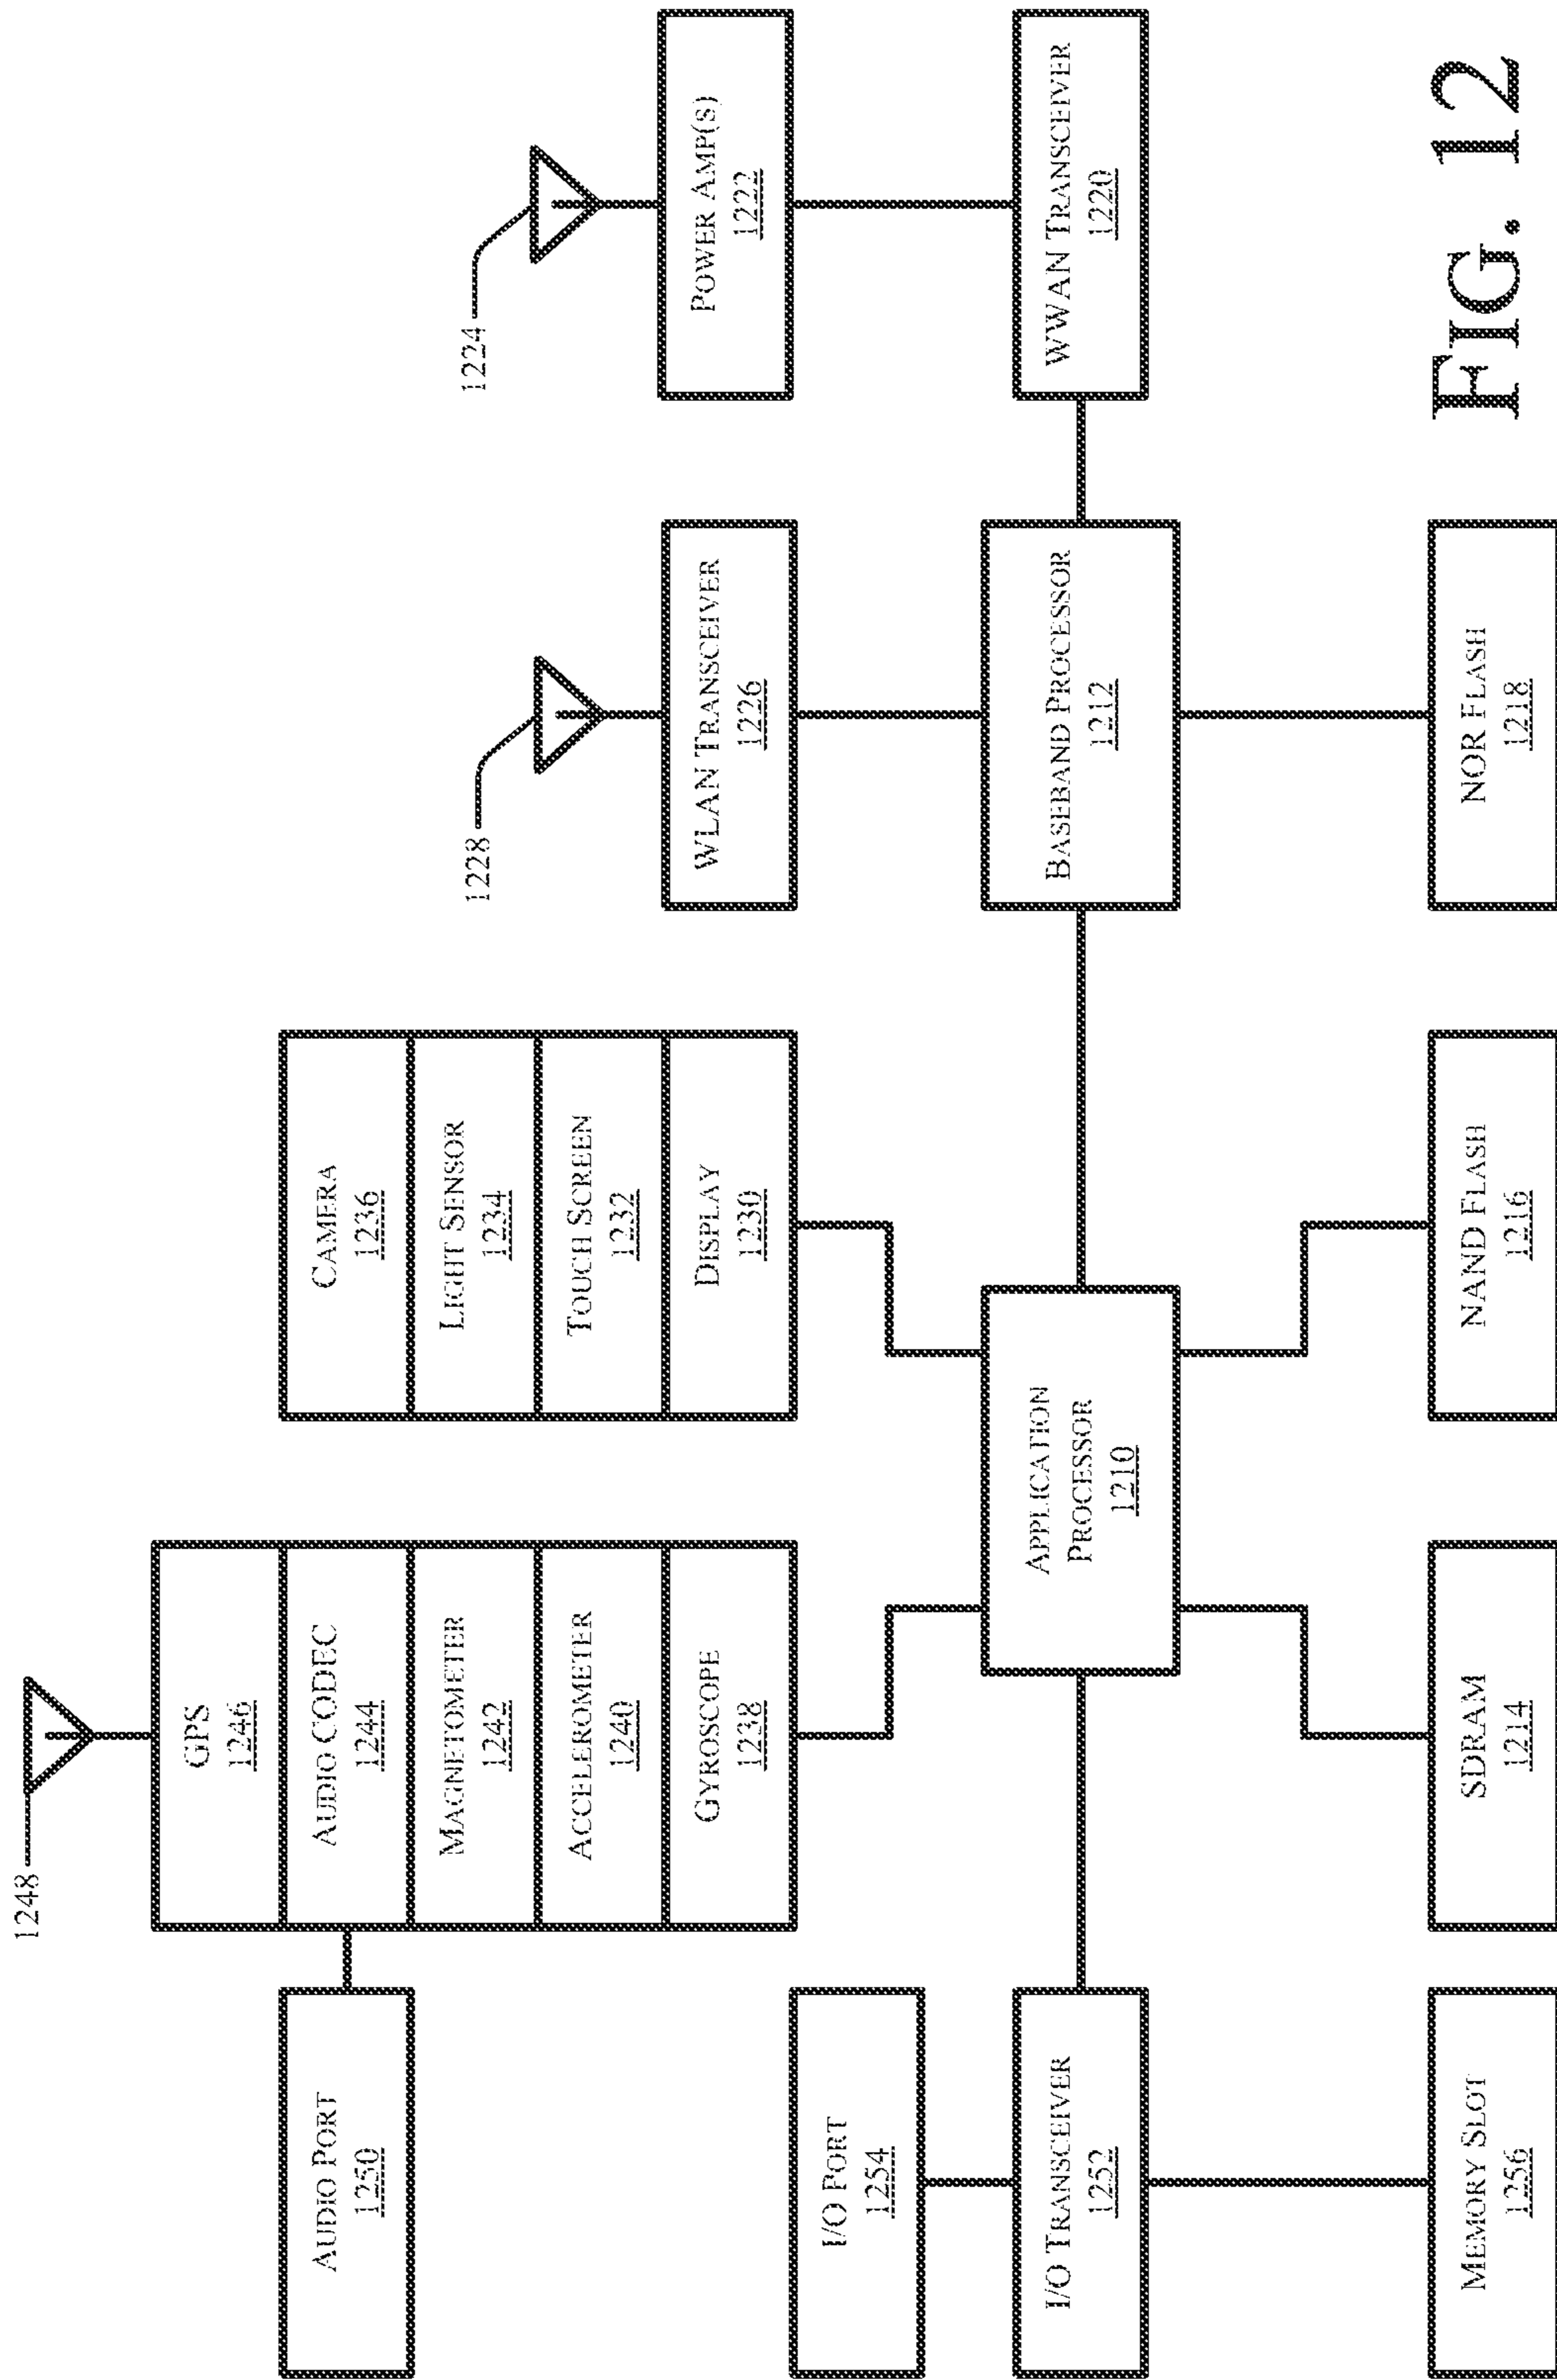 1248
GPS
1246
AUDIO PORT
1250
AUDIO CODEC
1244
CAMERA
1236
MAGNETOMETER
1242
LIGHT SENSOR
1234
1228
1224
ACCELEROMETER
1240
TOUCH SCREEN
1232
GYROSCOPE
1238
DISPLAY
1230
WLAN TRANSCEIVER
1226
POWER AMP(S)
1222
I/O PORT
1254
I/O TRANSCEIVER
1252
APPLICATION
PROCESSOR
1210
BASEBAND PROCESSOR
1212
WWAN TRANSCEIVER
1220
MEMORY SLOT
1256
SDRAM
1214
NAND FLASH
1216
NOR FLASH
1218
FIG. 12